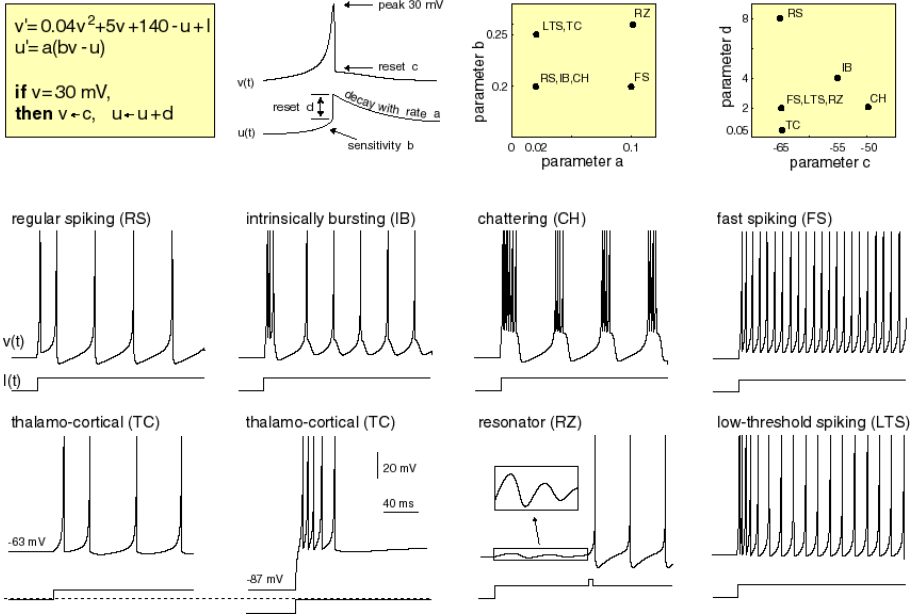 v'= 0.04v²+5v +140 - u + I
u'= a(bv - u)
if v = 30 mV,
then v←c, u←u + d
peak 30 mV
reset c
v(t)
reset d
decay with rate a
u(t)
sensitivity b
parameter b
0.25
0.2
LTS,TC
RZ
RS,IB,CH
FS
0 0.02 0.1
parameter a
parameter d
8
4
2
0.05
RS
IB
FS,LTS,RZ
CH
TC
-65 -55 -50
parameter c
regular spiking (RS)
intrinsically bursting (IB)
chattering (CH)
fast spiking (FS)
v(t)
I(t)
thalamo-cortical (TC)
thalamo-cortical (TC)
resonator (RZ)
low-threshold spiking (LTS)
-63 mV
20 mV
40 ms
-87 mV